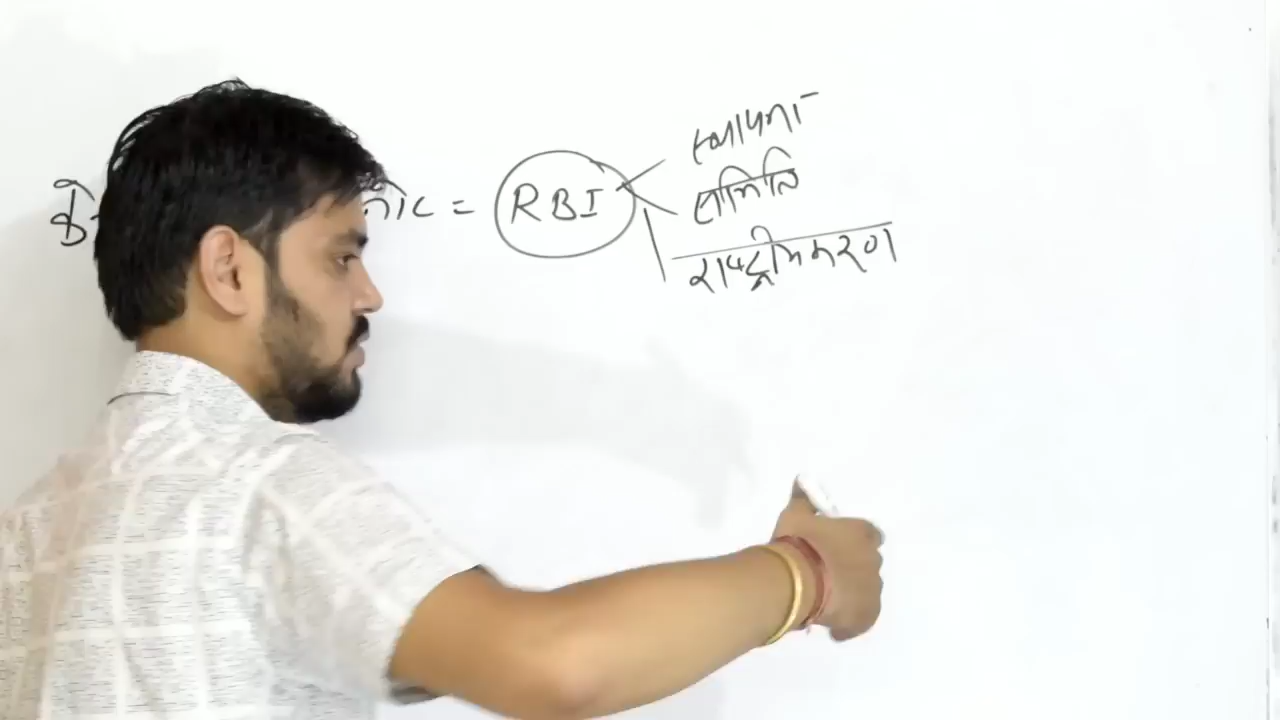 = RBI
स्थापना
समिति
राष्ट्रीयकरण